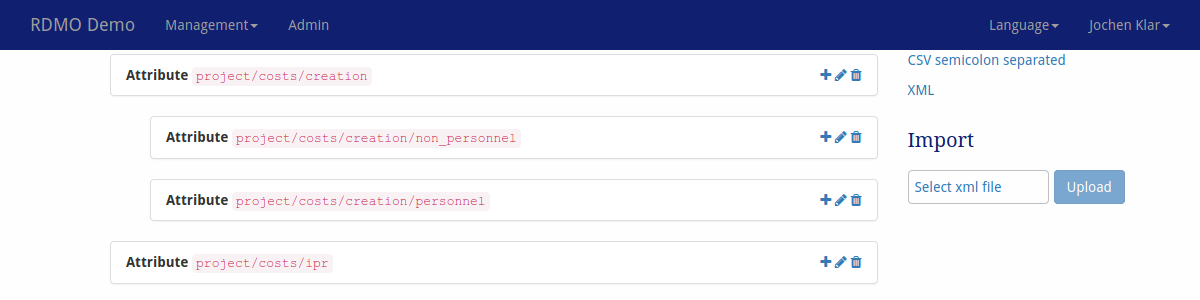 RDMO Demo Management Admin Language Jochen Klar
Attribute project/costs/creation
Attribute project/costs/creation/non_personnel
Attribute project/costs/creation/personnel
Attribute project/costs/ipr
CSV semicolon separated
XML
Import
Select xml file Upload